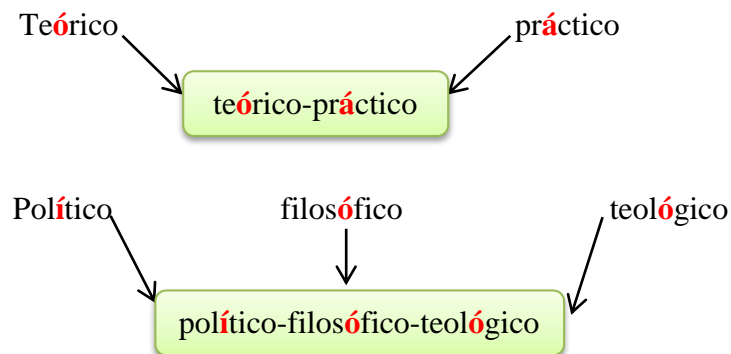 Teórico práctico
teórico-práctico
Político filosófico teológico
político-filosófico-teológico